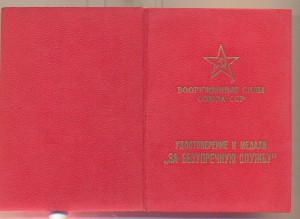 ВООРУЖЕННЫЕ СИЛЫ
СОЮЗА ССР
УДОСТОВЕРЕНИЕ К МЕДАЛИ
„ЗА БЕЗУПРЕЧНУЮ СЛУЖБУ"